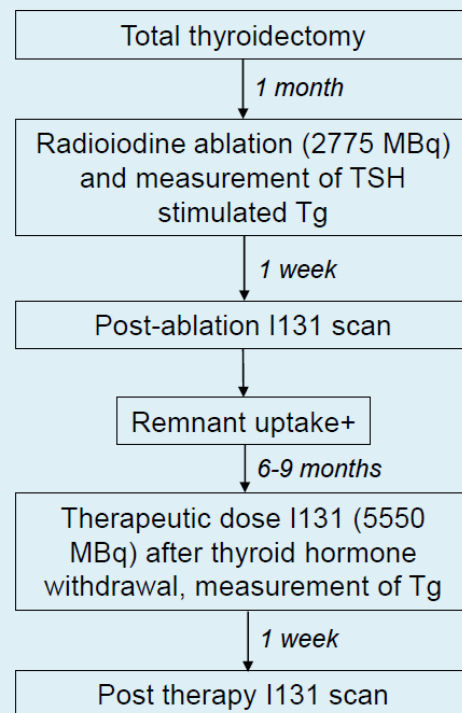 Total thyroidectomy
1 month
Radioiodine ablation (2775 MBq)
and measurement of TSH
stimulated Tg
1 week
Post-ablation I131 scan
Remnant uptake+
6-9 months
Therapeutic dose I131 (5550
MBq) after thyroid hormone
withdrawal, measurement of Tg
1 week
Post therapy I131 scan